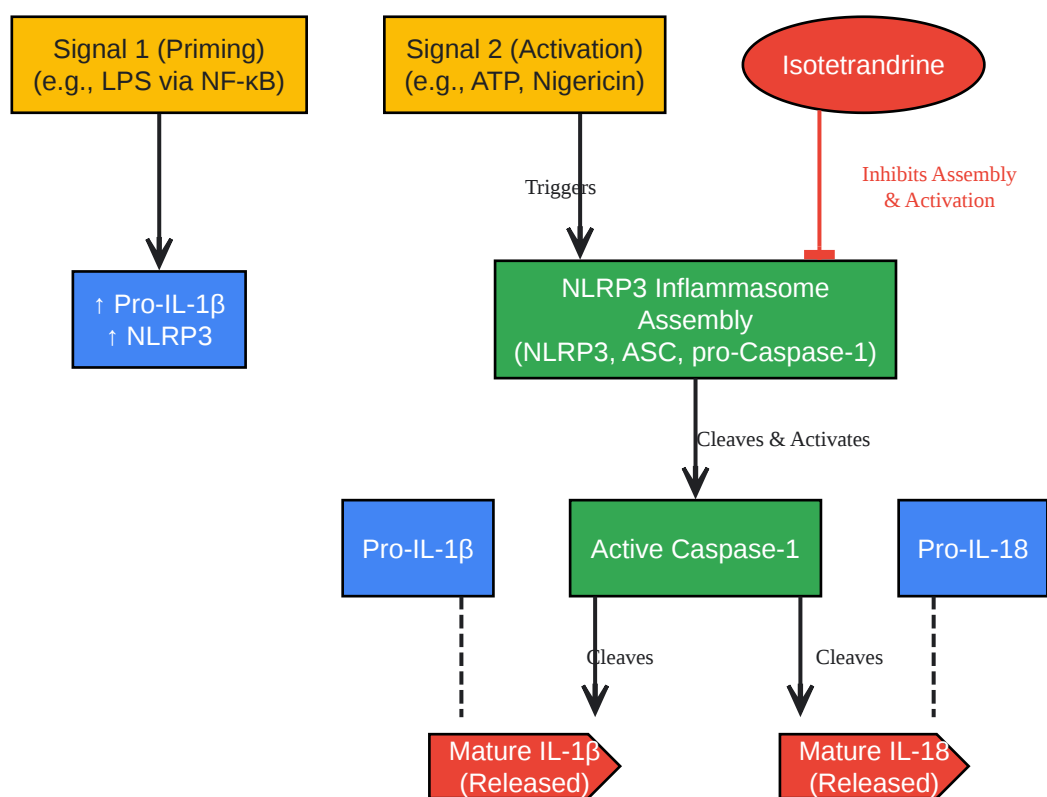 Signal 1 (Priming)
(e.g., LPS via NF-κB)
Signal 2 (Activation)
(e.g., ATP, Nigericin)
Isotetrandrine
Triggers
Inhibits Assembly
& Activation
↑ Pro-IL-1β
↑ NLRP3
NLRP3 Inflammasome
Assembly
(NLRP3, ASC, pro-Caspase-1)
Cleaves & Activates
Pro-IL-1β
Active Caspase-1
Pro-IL-18
Cleaves
Cleaves
Mature IL-1β
(Released)
Mature IL-18
(Released)